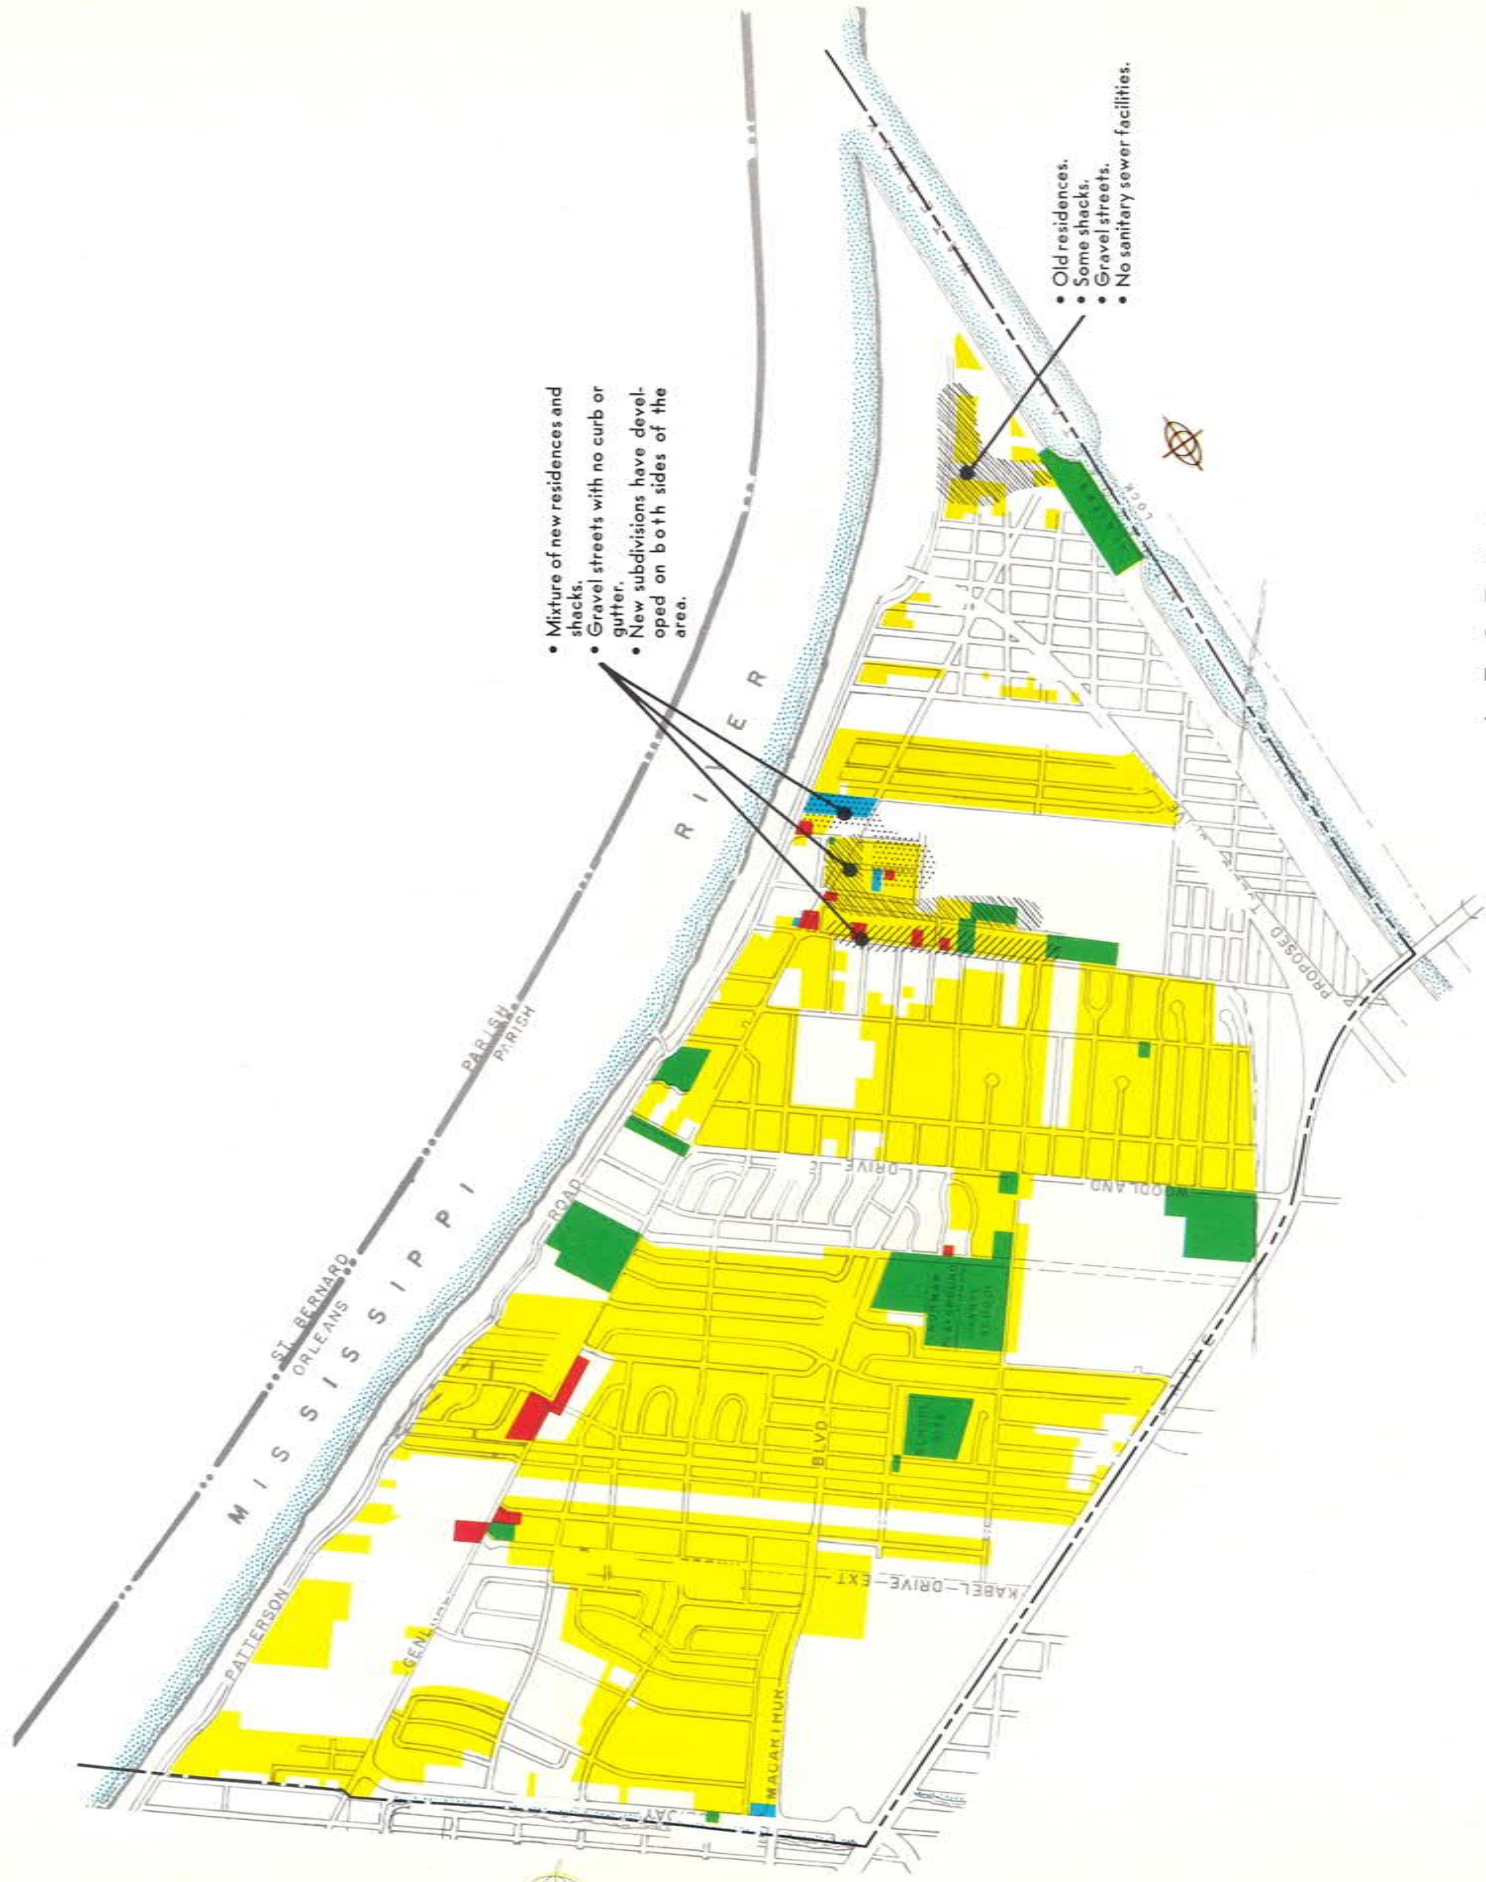 • Mixture of new residences and
shacks.
• Gravel streets with no curb or
gutter.
• New subdivisions have devel-
oped on both sides of the
area.
• Old residences.
• Some shacks.
• Gravel streets.
• No sanitary sewer facilities.
MISSISSIPPI RIVER
ST. BERNARD PARISH
ORLEANS PARISH
PATTERSON ROAD
MACARTHUR BLVD
KABEL DRIVE EXT
WOODLAND DRIVE
PROPOSED
LOCK